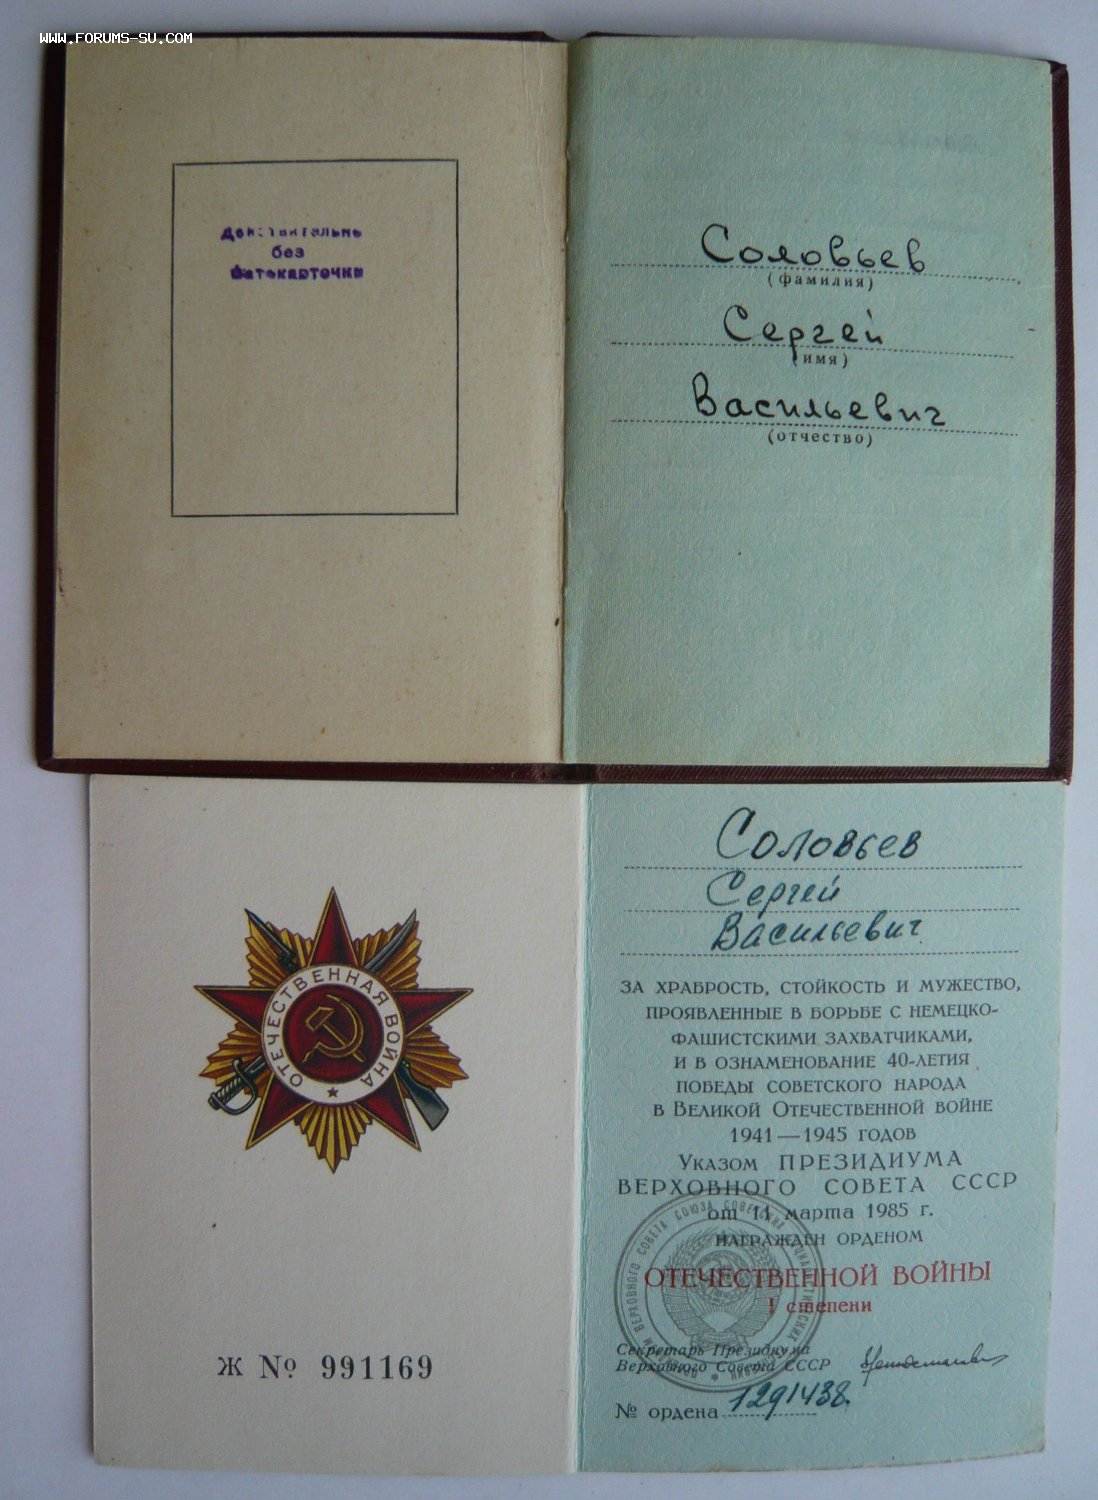 WWW.FORUMS-SU.COM
Действительно
без
Фотокарточки
Соловьев
(фамилия)
Сергей
(имя)
Васильевич
(отчество)
ОТЕЧЕСТВЕННАЯ ВОЙНА
Ж № 991169
Соловьев
Сергей
Васильевич
ЗА ХРАБРОСТЬ, СТОЙКОСТЬ И МУЖЕСТВО,
ПРОЯВЛЕННЫЕ В БОРЬБЕ С НЕМЕЦКО-
ФАШИСТСКИМИ ЗАХВАТЧИКАМИ,
И В ОЗНАМЕНОВАНИЕ 40-ЛЕТИЯ
ПОБЕДЫ СОВЕТСКОГО НАРОДА
В ВЕЛИКОЙ ОТЕЧЕСТВЕННОЙ ВОЙНЕ
1941—1945 ГОДОВ
УКАЗОМ ПРЕЗИДИУМА
ВЕРХОВНОГО СОВЕТА СССР
от 11 марта 1985 г.
НАГРАЖДЕН ОРДЕНОМ
ОТЕЧЕСТВЕННОЙ ВОЙНЫ
I степени
Секретарь Президиума
Верховного Совета СССР
№ ордена 1291438.